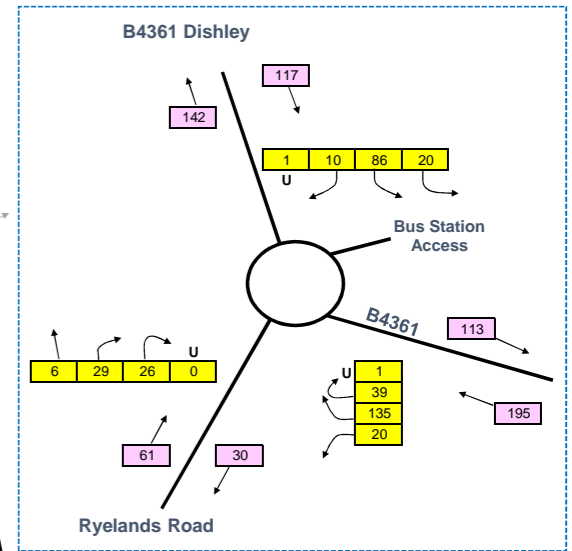 B4361 Dishley
117
142
1 10 86 20
U
Bus Station
Access
B4361
113
U
6 29 26 0
U 1
39
135
20
195
61 30
Ryelands Road